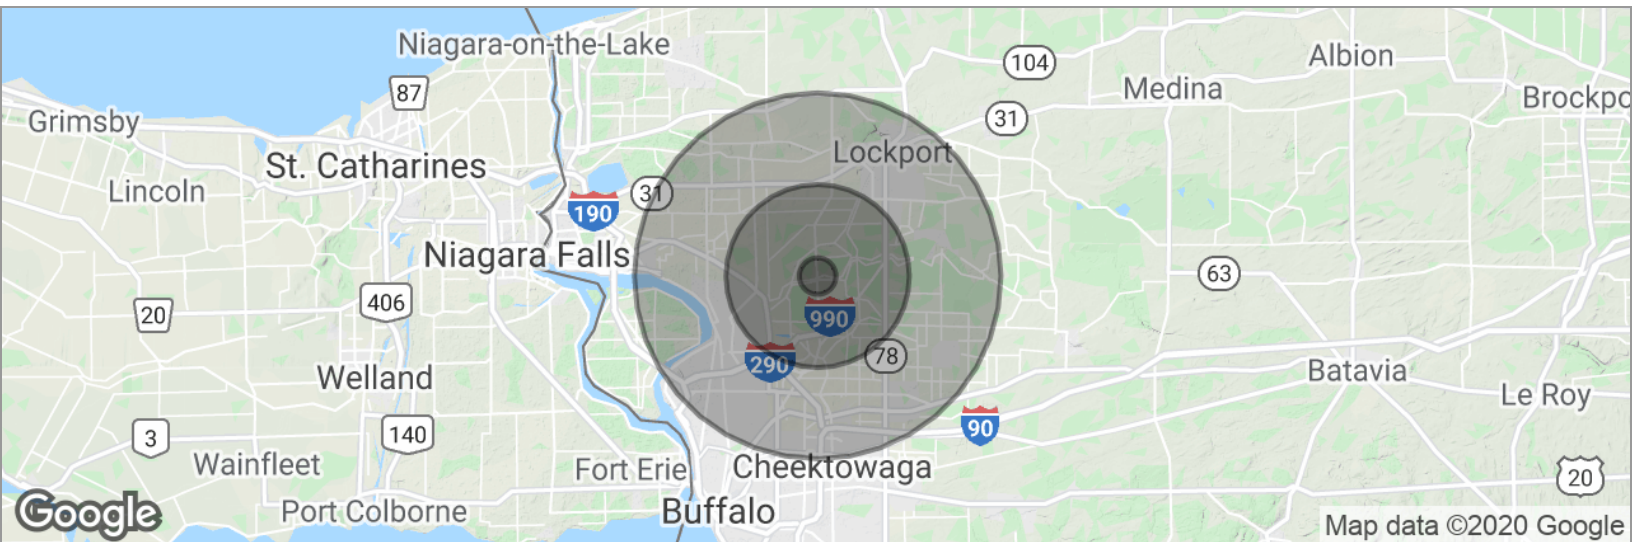 Niagara-on-the-Lake
Albion
104
87
Medina
Brockpo
31
Grimsby
Lockport
St. Catharines
Lincoln
31
190
Niagara Falls
63
406
20
990
78
290
Welland
Batavia
Le Roy
3
140
90
Wainfleet
Fort Erie
Cheektowaga
20
Google
Port Colborne
Buffalo
Map data ©2020 Google